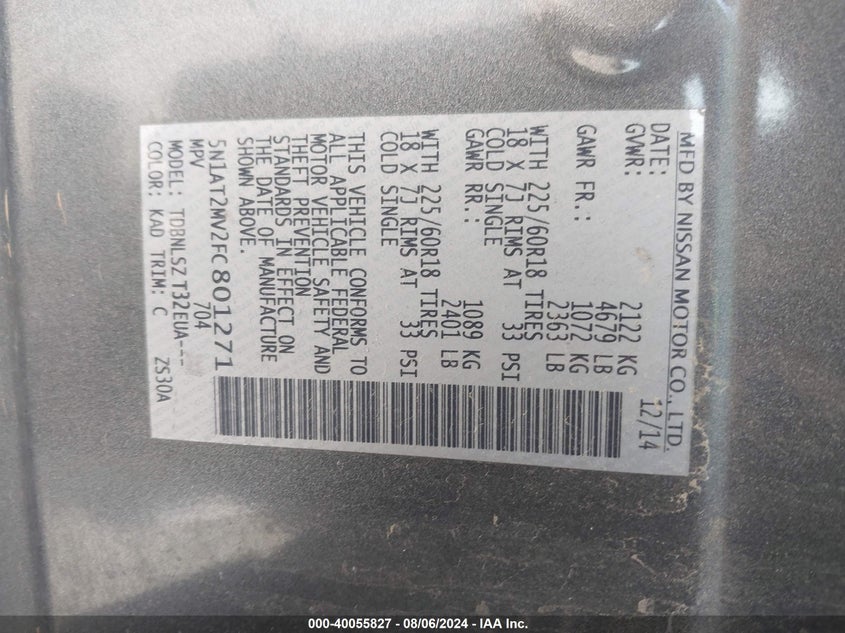 MFD BY NISSAN MOTOR CO., LTD.
DATE: 12/14
GVWR: 2122 KG
4679 LB
GAWR FR.: 1072 KG
2363 LB
WITH 225/60R18 TIRES
18 X 7J RIMS AT 33 PSI
COLD SINGLE
GAWR RR.: 1089 KG
2401 LB
WITH 225/60R18 TIRES
18 X 7J RIMS AT 33 PSI
COLD SINGLE
THIS VEHICLE CONFORMS TO
ALL APPLICABLE FEDERAL
MOTOR VEHICLE SAFETY AND
THEFT PREVENTION
STANDARDS IN EFFECT ON
THE DATE OF MANUFACTURE
SHOWN ABOVE.
5N1AT2MV2FC801271
MPV 704
MODEL: TDBNLSZ T32EUA---
COLOR: KAD TRIM: C ZS30A
000-40055827 - 08/06/2024 - IAA Inc.